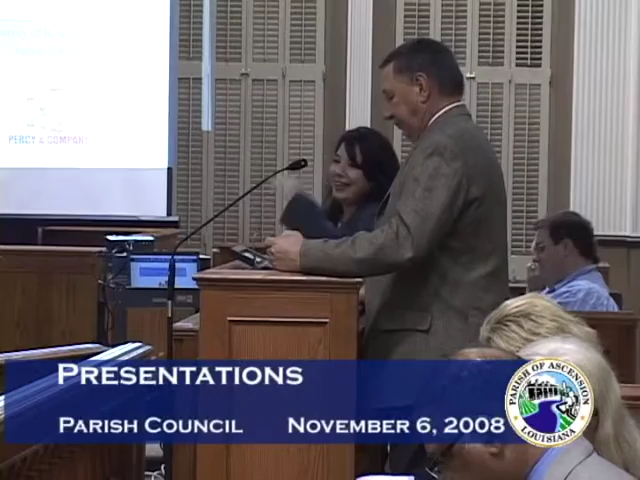 PERCY & COMPANY
PRESENTATIONS
PARISH COUNCIL NOVEMBER 6, 2008
PARISH OF ASCENSION
LOUISIANA